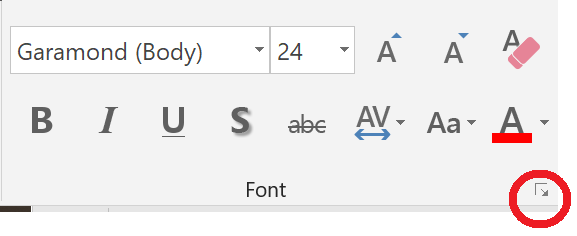 Garamond (Body) 24 A A A
B I U S abc AV Aa A
Font